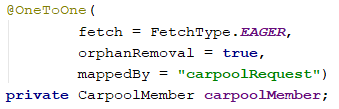 @OneToOne(
fetch = FetchType.EAGER,
orphanRemoval = true,
mappedBy = "carpoolRequest")
private CarpoolMember carpoolMember;